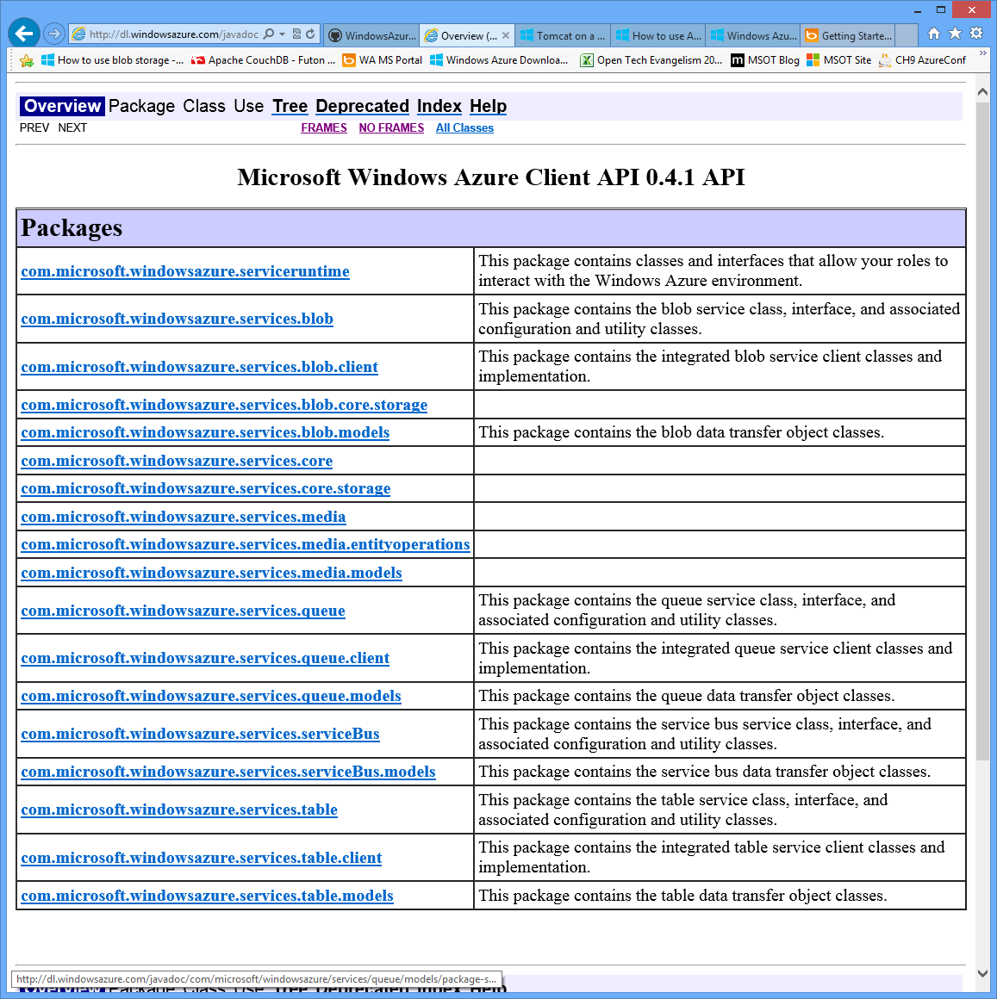 http://dl.windowsazure.com/javadoc
WindowsAzur...
Overview (...
Tomcat on a ...
How to use A...
Windows Azu...
Getting Starte...
How to use blob storage -...
Apache CouchDB - Futon ...
WA MS Portal
Windows Azure Downloa...
Open Tech Evangelism 20...
MSOT Blog
MSOT Site
CH9 AzureConf
Overview Package Class Use Tree Deprecated Index Help
PREV NEXT FRAMES NO FRAMES All Classes
Microsoft Windows Azure Client API 0.4.1 API
Packages
com.microsoft.windowsazure.serviceruntime
This package contains classes and interfaces that allow your roles to
interact with the Windows Azure environment.
com.microsoft.windowsazure.services.blob
This package contains the blob service class, interface, and associated
configuration and utility classes.
com.microsoft.windowsazure.services.blob.client
This package contains the integrated blob service client classes and
implementation.
com.microsoft.windowsazure.services.blob.core.storage
com.microsoft.windowsazure.services.blob.models
This package contains the blob data transfer object classes.
com.microsoft.windowsazure.services.core
com.microsoft.windowsazure.services.core.storage
com.microsoft.windowsazure.services.media
com.microsoft.windowsazure.services.media.entityoperations
com.microsoft.windowsazure.services.media.models
com.microsoft.windowsazure.services.queue
This package contains the queue service class, interface, and
associated configuration and utility classes.
com.microsoft.windowsazure.services.queue.client
This package contains the integrated queue service client classes and
implementation.
com.microsoft.windowsazure.services.queue.models
This package contains the queue data transfer object classes.
com.microsoft.windowsazure.services.serviceBus
This package contains the service bus service class, interface, and
associated configuration and utility classes.
com.microsoft.windowsazure.services.serviceBus.models
This package contains the service bus data transfer object classes.
com.microsoft.windowsazure.services.table
This package contains the table service class, interface, and
associated configuration and utility classes.
com.microsoft.windowsazure.services.table.client
This package contains the integrated table service client classes and
implementation.
com.microsoft.windowsazure.services.table.models
This package contains the table data transfer object classes.
http://dl.windowsazure.com/javadoc/com/microsoft/windowsazure/services/queue/models/package-s...
Overview Package Class Use Tree Deprecated Index Help